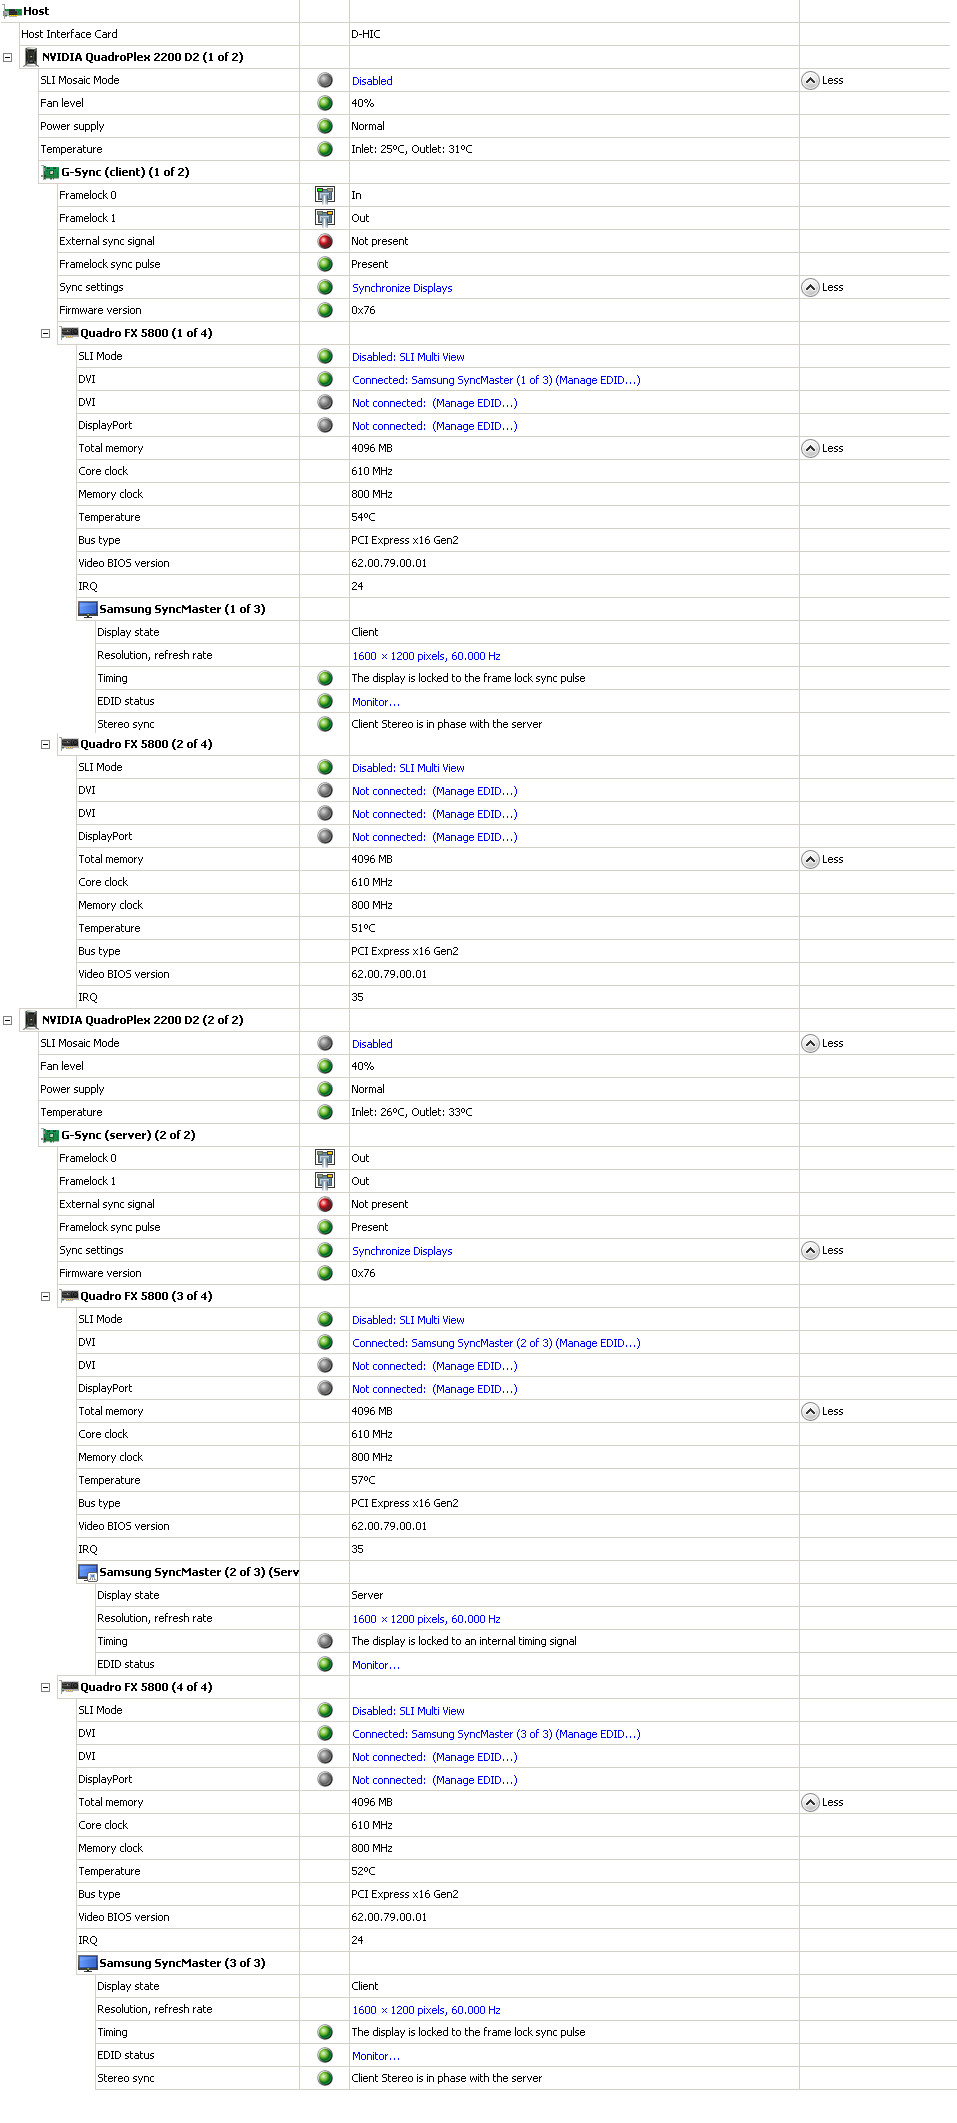 Host
Host Interface Card D-HIC
NVIDIA QuadroPlex 2200 D2 (1 of 2)
SLI Mosaic Mode Disabled Less
Fan level 40%
Power supply Normal
Temperature Inlet: 25ºC, Outlet: 31ºC
G-Sync (client) (1 of 2)
Framelock 0 In
Framelock 1 Out
External sync signal Not present
Framelock sync pulse Present
Sync settings Synchronize Displays Less
Firmware version 0x76
Quadro FX 5800 (1 of 4)
SLI Mode Disabled: SLI Multi View
DVI Connected: Samsung SyncMaster (1 of 3) (Manage EDID...)
DVI Not connected: (Manage EDID...)
DisplayPort Not connected: (Manage EDID...)
Total memory 4096 MB Less
Core clock 610 MHz
Memory clock 800 MHz
Temperature 54ºC
Bus type PCI Express x16 Gen2
Video BIOS version 62.00.79.00.01
IRQ 24
Samsung SyncMaster (1 of 3)
Display state Client
Resolution, refresh rate 1600 × 1200 pixels, 60.000 Hz
Timing The display is locked to the frame lock sync pulse
EDID status Monitor...
Stereo sync Client Stereo is in phase with the server
Quadro FX 5800 (2 of 4)
SLI Mode Disabled: SLI Multi View
DVI Not connected: (Manage EDID...)
DVI Not connected: (Manage EDID...)
DisplayPort Not connected: (Manage EDID...)
Total memory 4096 MB Less
Core clock 610 MHz
Memory clock 800 MHz
Temperature 51ºC
Bus type PCI Express x16 Gen2
Video BIOS version 62.00.79.00.01
IRQ 35
NVIDIA QuadroPlex 2200 D2 (2 of 2)
SLI Mosaic Mode Disabled Less
Fan level 40%
Power supply Normal
Temperature Inlet: 26ºC, Outlet: 33ºC
G-Sync (server) (2 of 2)
Framelock 0 Out
Framelock 1 Out
External sync signal Not present
Framelock sync pulse Present
Sync settings Synchronize Displays Less
Firmware version 0x76
Quadro FX 5800 (3 of 4)
SLI Mode Disabled: SLI Multi View
DVI Connected: Samsung SyncMaster (2 of 3) (Manage EDID...)
DVI Not connected: (Manage EDID...)
DisplayPort Not connected: (Manage EDID...)
Total memory 4096 MB Less
Core clock 610 MHz
Memory clock 800 MHz
Temperature 57ºC
Bus type PCI Express x16 Gen2
Video BIOS version 62.00.79.00.01
IRQ 35
Samsung SyncMaster (2 of 3) (Serv
Display state Server
Resolution, refresh rate 1600 × 1200 pixels, 60.000 Hz
Timing The display is locked to an internal timing signal
EDID status Monitor...
Quadro FX 5800 (4 of 4)
SLI Mode Disabled: SLI Multi View
DVI Connected: Samsung SyncMaster (3 of 3) (Manage EDID...)
DVI Not connected: (Manage EDID...)
DisplayPort Not connected: (Manage EDID...)
Total memory 4096 MB Less
Core clock 610 MHz
Memory clock 800 MHz
Temperature 52ºC
Bus type PCI Express x16 Gen2
Video BIOS version 62.00.79.00.01
IRQ 24
Samsung SyncMaster (3 of 3)
Display state Client
Resolution, refresh rate 1600 × 1200 pixels, 60.000 Hz
Timing The display is locked to the frame lock sync pulse
EDID status Monitor...
Stereo sync Client Stereo is in phase with the server